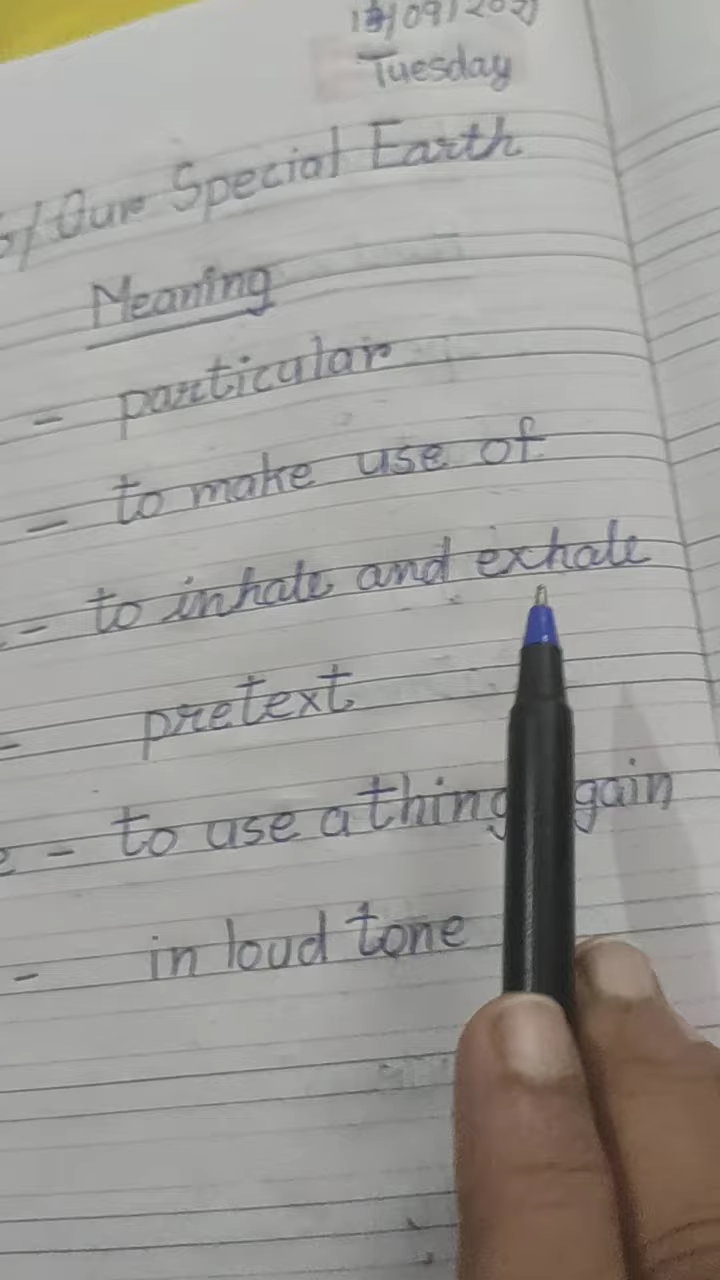 Tuesday
Our Special Earth
Meaning
- particular
- to make use of
- to inhale and exhale
- pretext
- to use a thing gain
- in loud tone